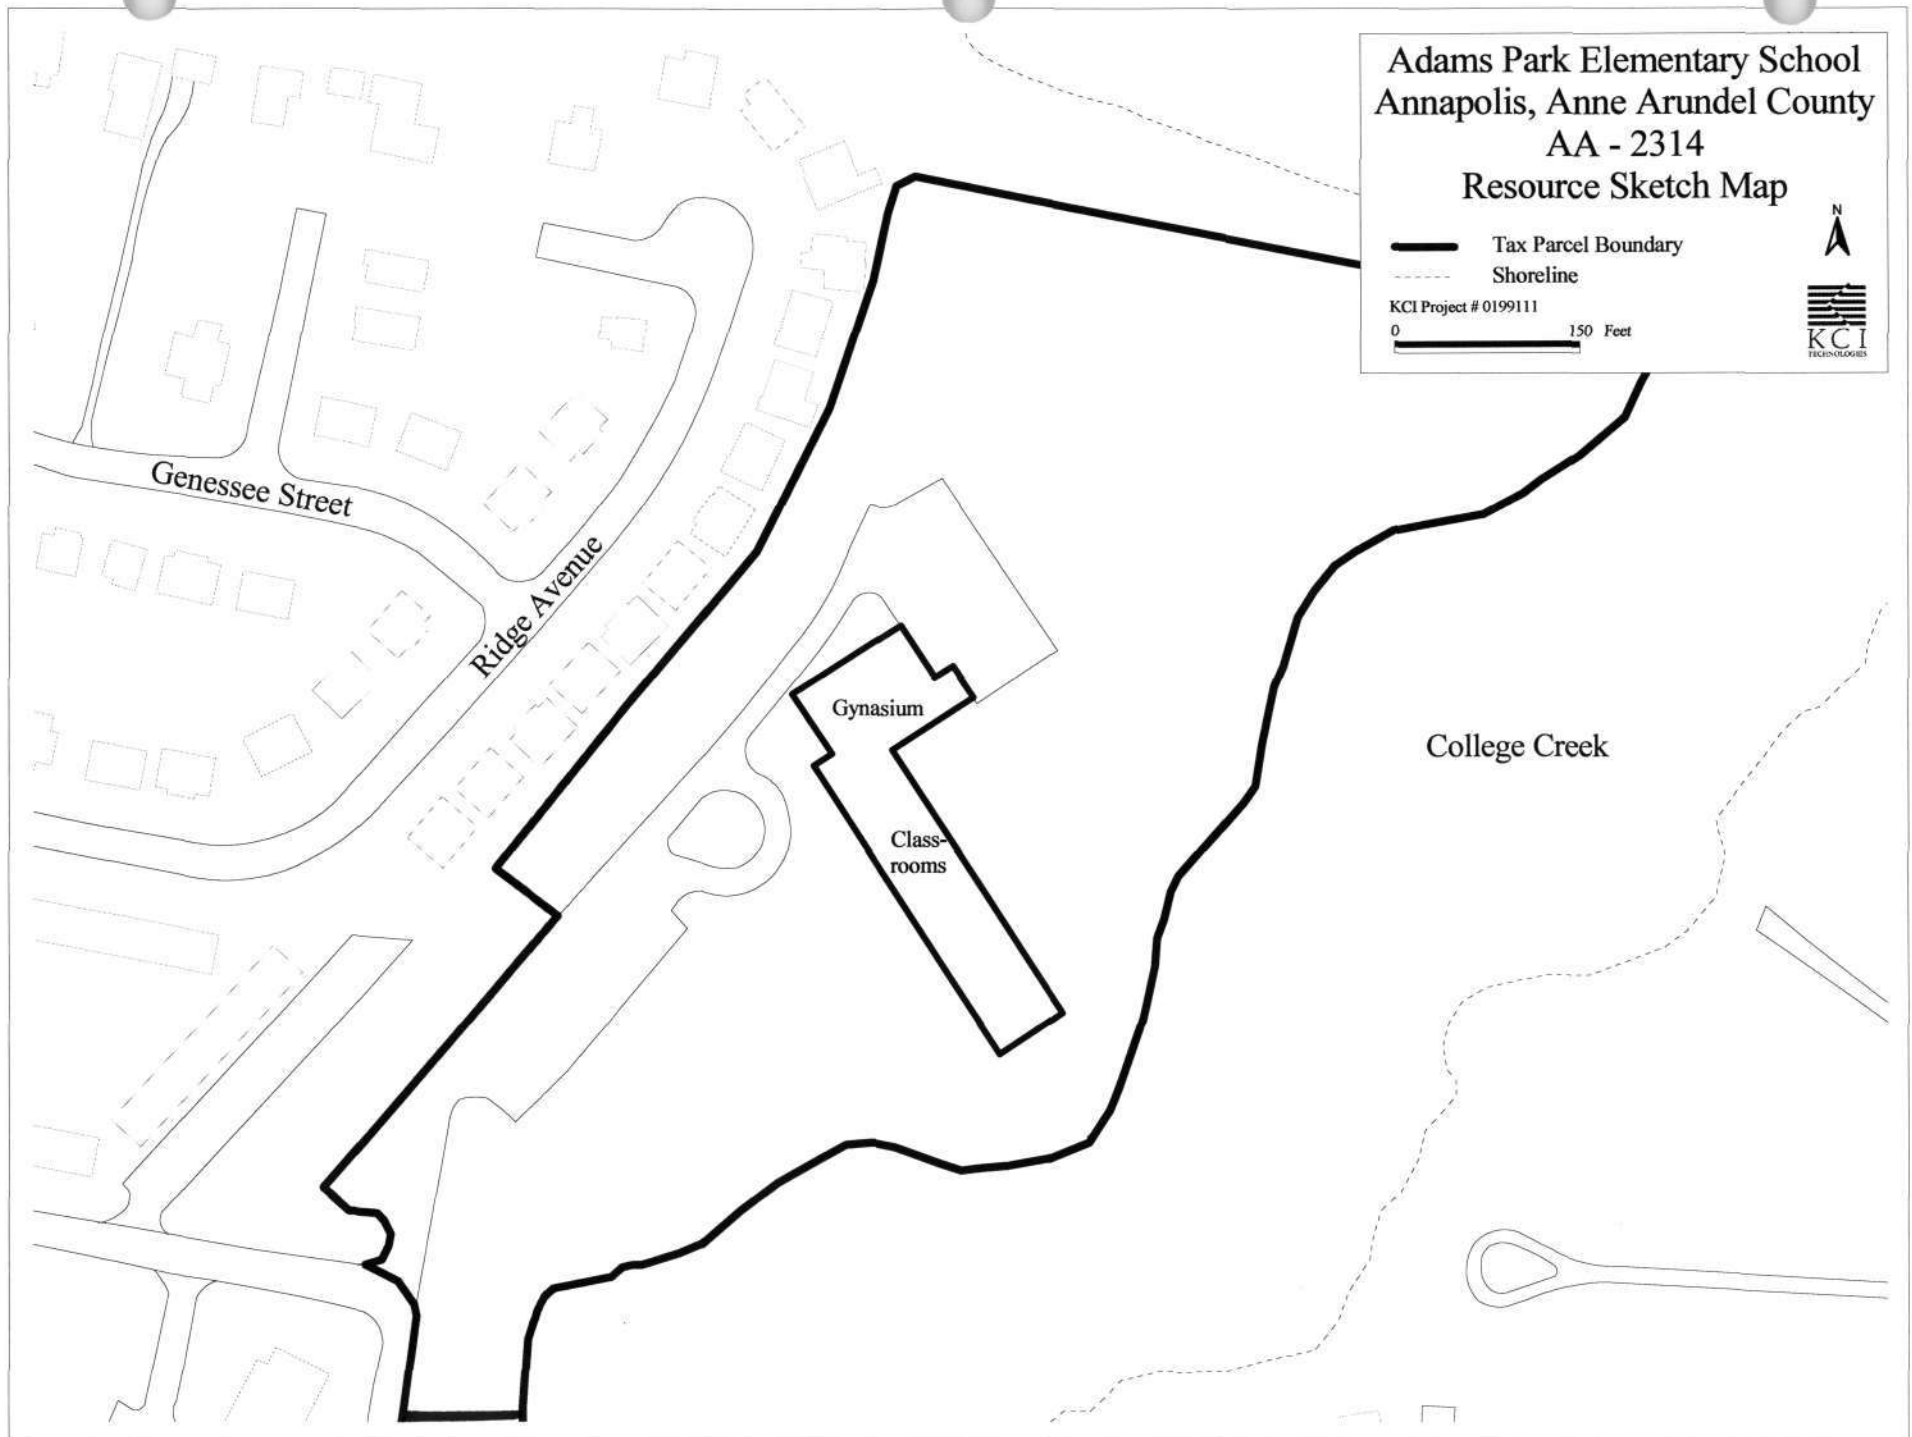 Adams Park Elementary School
Annapolis, Anne Arundel County
AA - 2314
Resource Sketch Map
N
Tax Parcel Boundary
Shoreline
KCI Project # 0199111
0 150 Feet
KCI
TECHNOLOGIES
Genessee Street
Ridge Avenue
Gynasium
College Creek
Class-
rooms